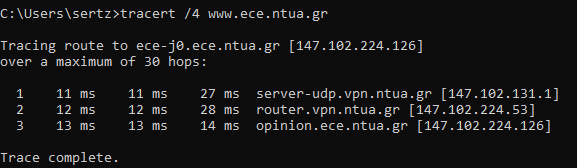 C:\Users\sertz>tracert /4 www.ece.ntua.gr
Tracing route to ece-j0.ece.ntua.gr [147.102.224.126]
over a maximum of 30 hops:
1 11 ms 11 ms 27 ms server-udp.vpn.ntua.gr [147.102.131.1]
2 12 ms 12 ms 28 ms router.vpn.ntua.gr [147.102.224.53]
3 13 ms 13 ms 14 ms opinion.ece.ntua.gr [147.102.224.126]
Trace complete.